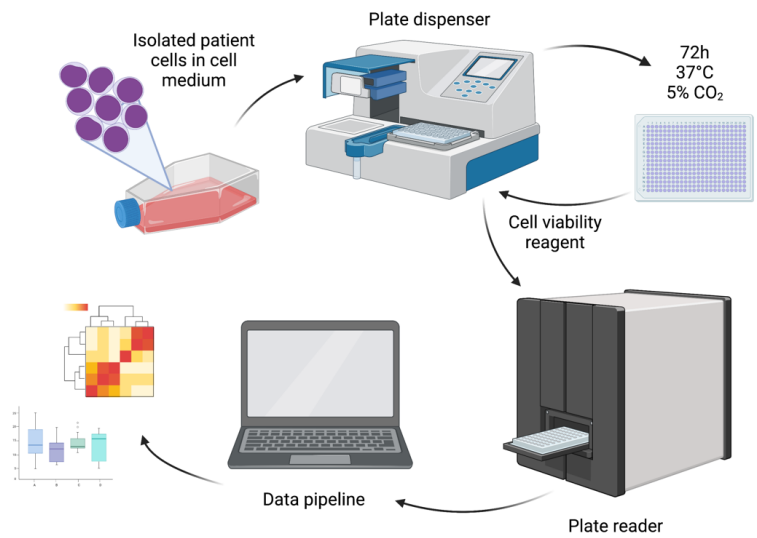 Plate dispenser
Isolated patient
cells in cell
medium
72h
37°C
5% CO₂
Cell viability
reagent
Data pipeline
Plate reader